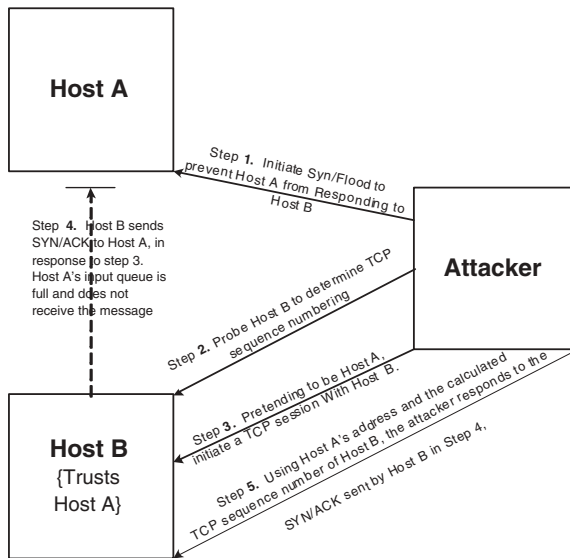 Host A
Step 1. Initiate Syn/Flood to
prevent Host A from Responding to
Host B
Step 4. Host B sends
SYN/ACK to Host A, in
response to step 3.
Host A's input queue is
full and does not
receive the message
Attacker
Step 2. Probe Host B to determine TCP
sequence numbering
Step 3. Pretending to be Host A,
initiate a TCP session With Host B.
Host B
{Trusts
Host A}
Step 5. Using Host A's address and the calculated
TCP sequence number of Host B, the attacker responds to the
SYN/ACK sent by Host B in Step 4,